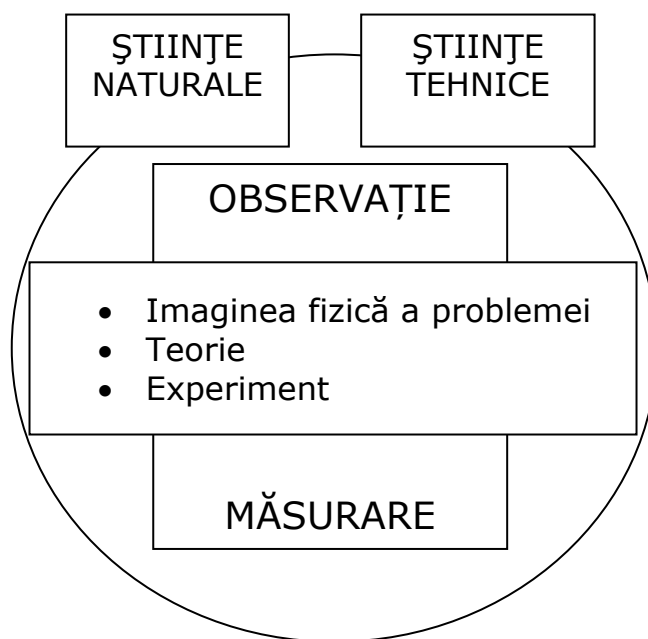 ŞTIINŢE
NATURALE
ŞTIINŢE
TEHNICE
OBSERVAȚIE
• Imaginea fizică a problemei
• Teorie
• Experiment
MĂSURARE